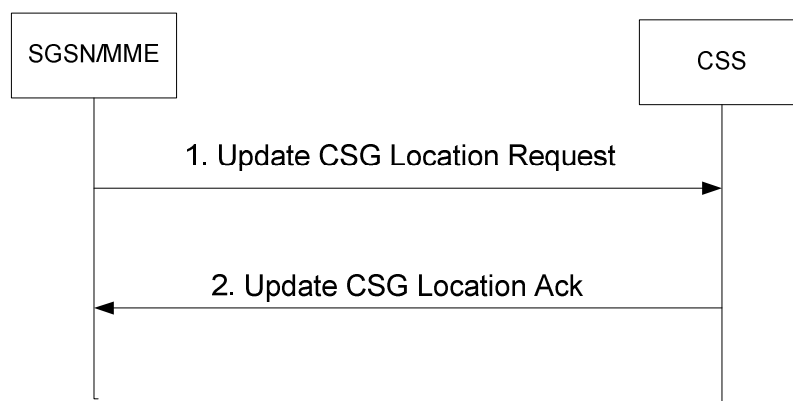 SGSN/MME
CSS
1. Update CSG Location Request
2. Update CSG Location Ack